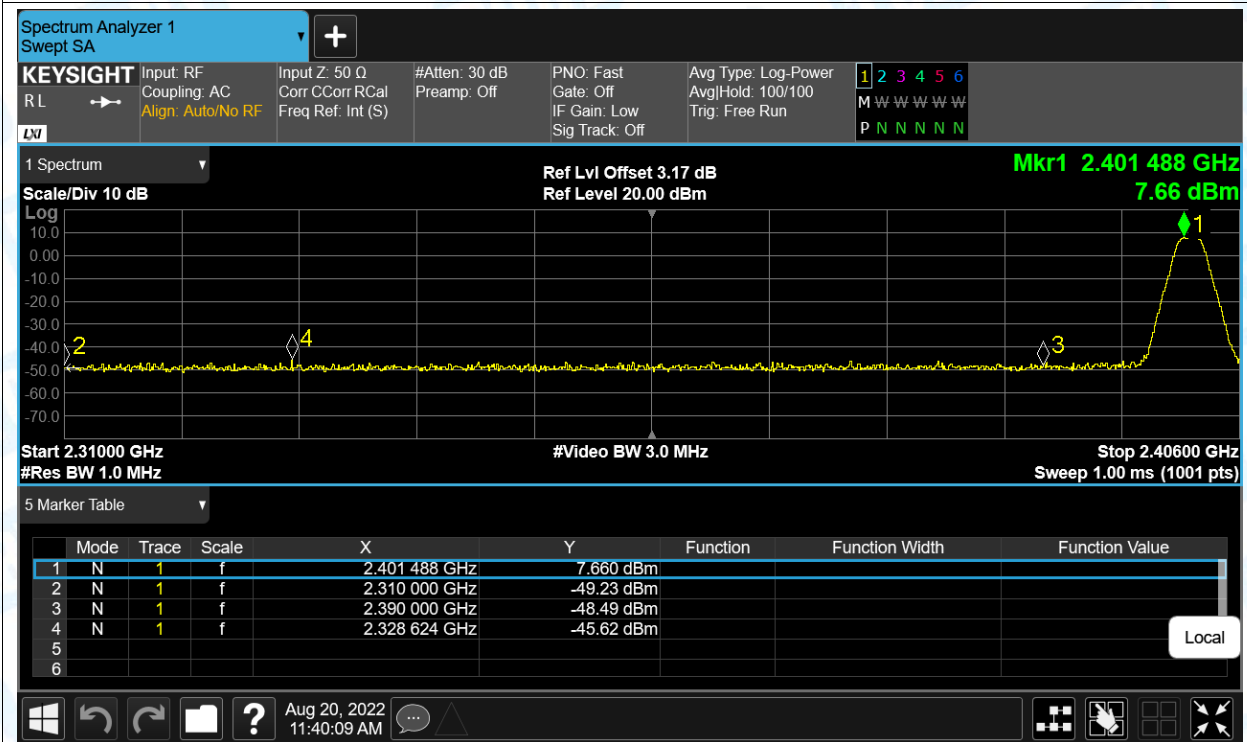 Spectrum Analyzer 1
Swept SA
KEYSIGHT
R L
LXI
Input: RF
Coupling: AC
Align: Auto/No RF
Input Z: 50 Ω
Corr CCorr RCal
Freq Ref: Int (S)
#Atten: 30 dB
Preamp: Off
PNO: Fast
Gate: Off
IF Gain: Low
Sig Track: Off
Avg Type: Log-Power
Avg|Hold: 100/100
Trig: Free Run
1 2 3 4 5 6
M W W W W W
P N N N N N
1 Spectrum
Scale/Div 10 dB
Ref Lvl Offset 3.17 dB
Ref Level 20.00 dBm
Mkr1 2.401 488 GHz
7.66 dBm
Log
10.0
0.00
-10.0
-20.0
-30.0
-40.0
-50.0
-60.0
-70.0
1
2
4
3
Start 2.31000 GHz
#Res BW 1.0 MHz
#Video BW 3.0 MHz
Stop 2.40600 GHz
Sweep 1.00 ms (1001 pts)
5 Marker Table
Mode Trace Scale X Y Function Function Width Function Value
1 N 1 f 2.401 488 GHz 7.660 dBm
2 N 1 f 2.310 000 GHz -49.23 dBm
3 N 1 f 2.390 000 GHz -48.49 dBm
4 N 1 f 2.328 624 GHz -45.62 dBm
5
6
Local
?
Aug 20, 2022
11:40:09 AM